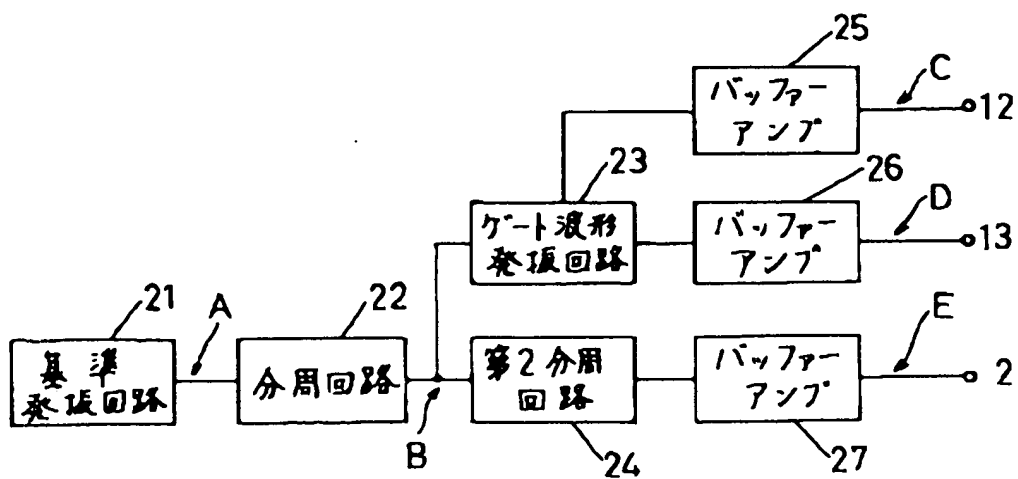 25
バッファー
アンプ
C
12
23
ゲート波形
発振回路
26
バッファー
アンプ
D
13
21
基準
発振回路
A
22
分周回路
B
第2分周
回路
24
バッファー
アンプ
27
E
2